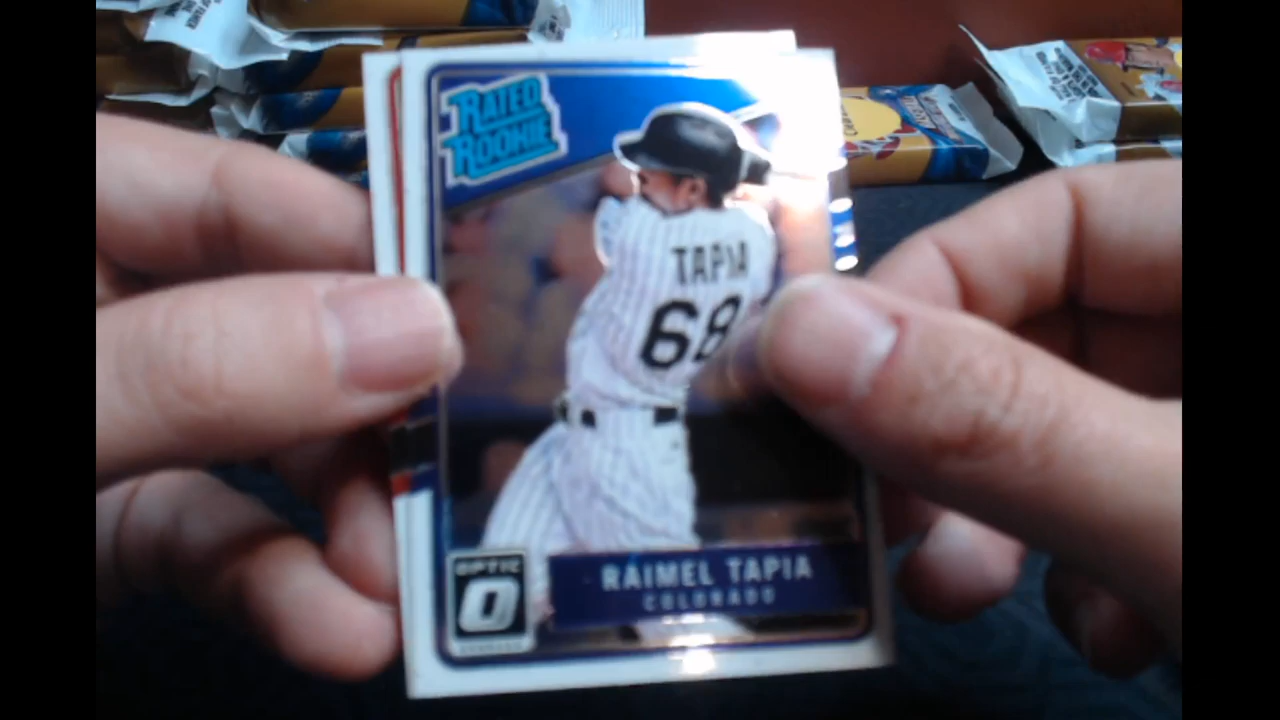 RATED
ROOKIE
TAPIA
68
OPTIC
RAIMEL TAPIA
COLORADO